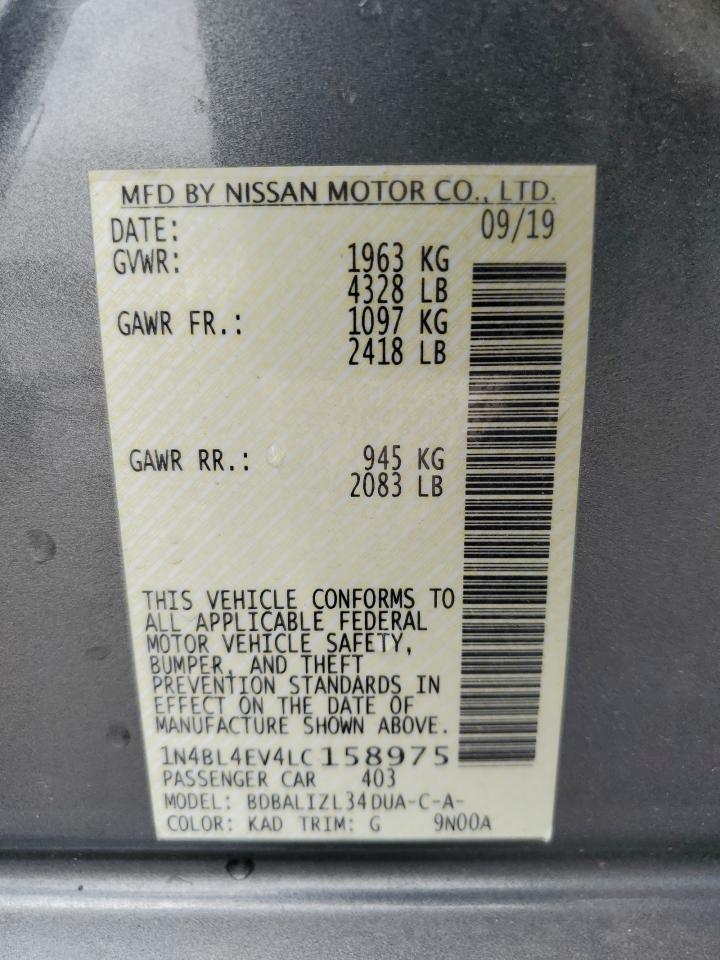 MFD BY NISSAN MOTOR CO., LTD.
DATE: 09/19
GVWR: 1963 KG
4328 LB
GAWR FR.: 1097 KG
2418 LB
GAWR RR.: 945 KG
2083 LB
THIS VEHICLE CONFORMS TO
ALL APPLICABLE FEDERAL
MOTOR VEHICLE SAFETY,
BUMPER, AND THEFT
PREVENTION STANDARDS IN
EFFECT ON THE DATE OF
MANUFACTURE SHOWN ABOVE.
1N4BL4EV4LC158975
PASSENGER CAR 403
MODEL: BDBALIZL34DUA-C-A-
COLOR: KAD TRIM: G 9N00A